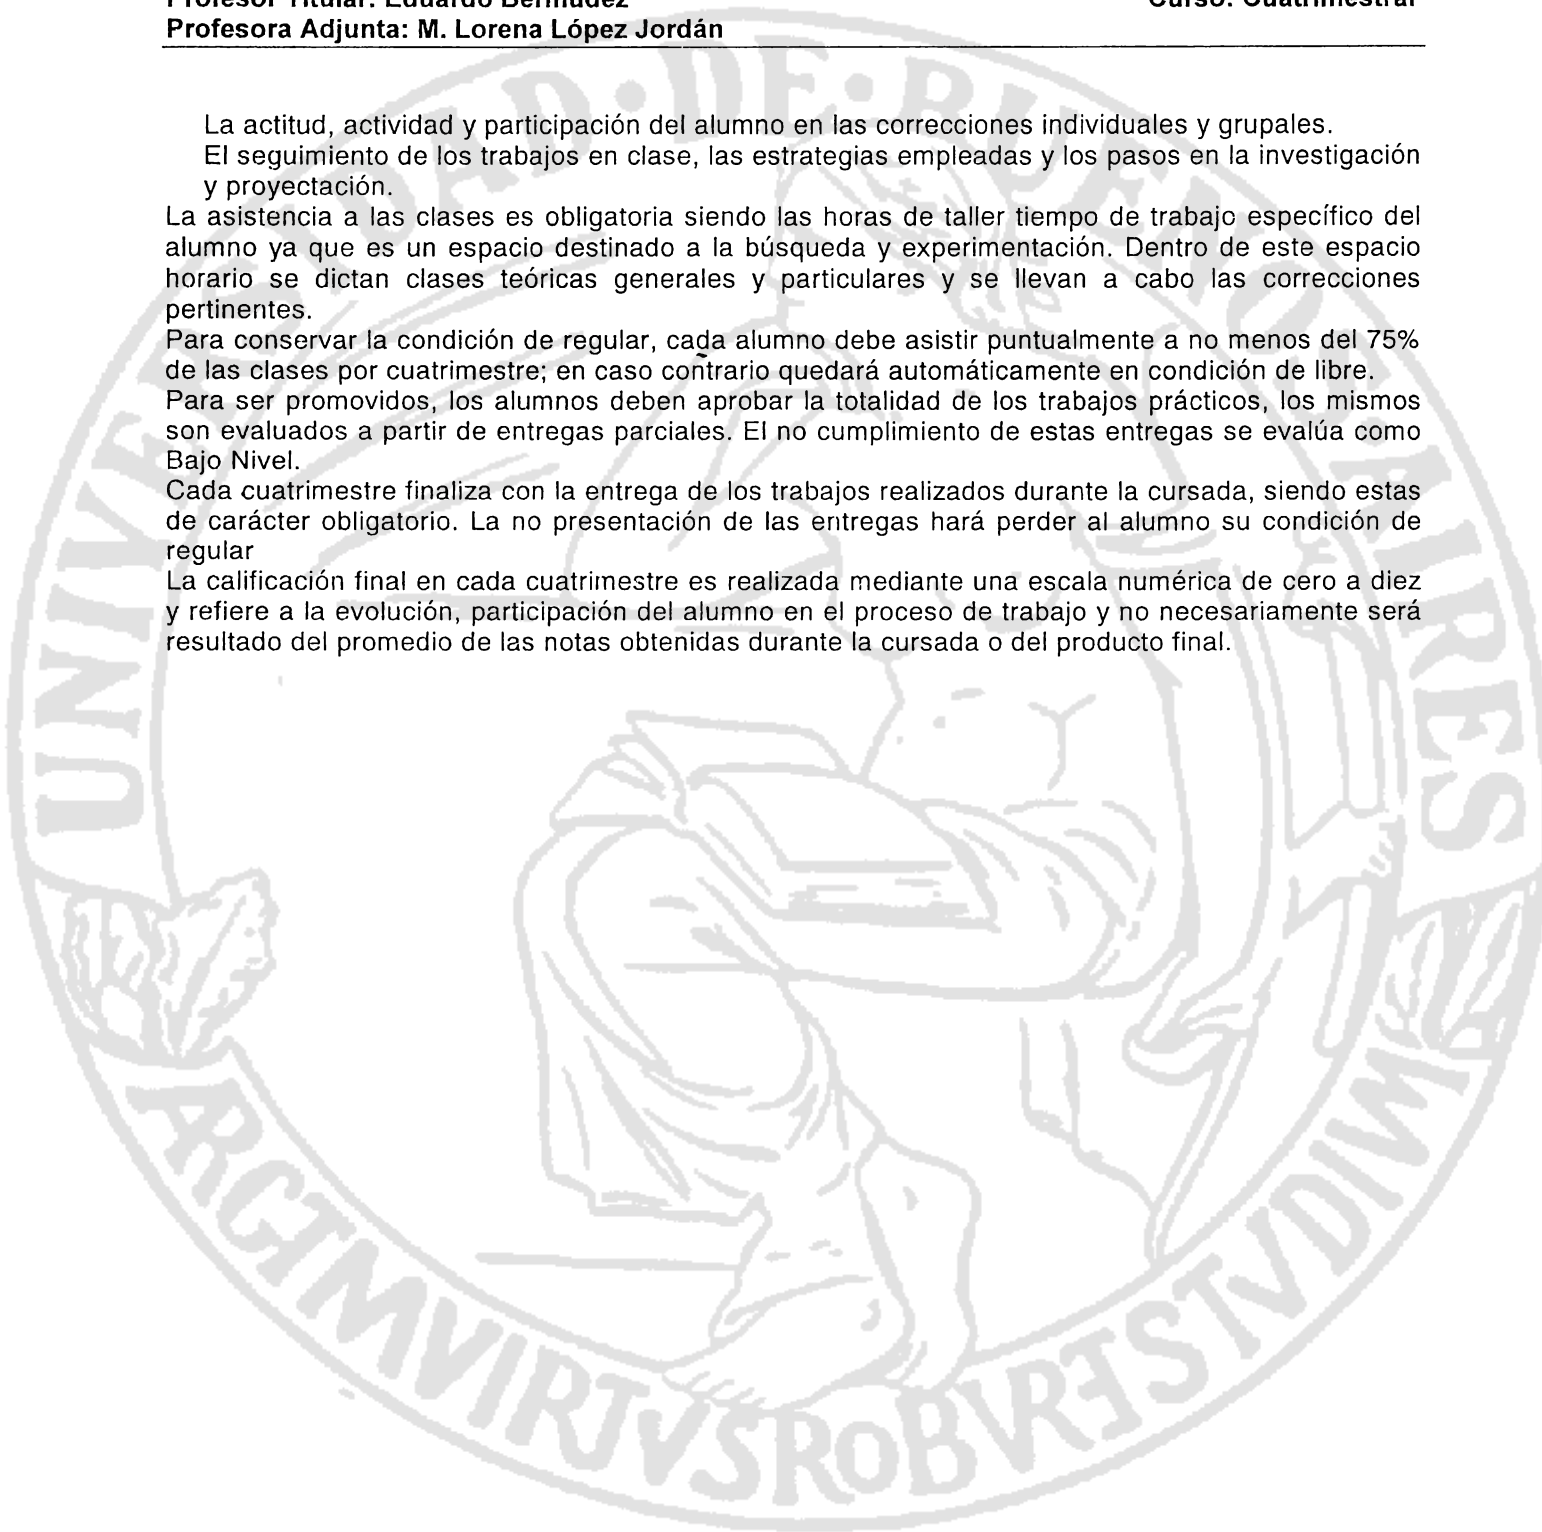 Profesor Titular: Eduardo Bermúdez Curso: Cuatrimestral
Profesora Adjunta: M. Lorena López Jordán
La actitud, actividad y participación del alumno en las correcciones individuales y grupales.
El seguimiento de los trabajos en clase, las estrategias empleadas y los pasos en la investigación
y proyectación.
La asistencia a las clases es obligatoria siendo las horas de taller tiempo de trabajo específico del
alumno ya que es un espacio destinado a la búsqueda y experimentación. Dentro de este espacio
horario se dictan clases teóricas generales y particulares y se llevan a cabo las correcciones
pertinentes.
Para conservar la condición de regular, cada alumno debe asistir puntualmente a no menos del 75%
de las clases por cuatrimestre; en caso contrario quedará automáticamente en condición de libre.
Para ser promovidos, los alumnos deben aprobar la totalidad de los trabajos prácticos, los mismos
son evaluados a partir de entregas parciales. El no cumplimiento de estas entregas se evalúa como
Bajo Nivel.
Cada cuatrimestre finaliza con la entrega de los trabajos realizados durante la cursada, siendo estas
de carácter obligatorio. La no presentación de las entregas hará perder al alumno su condición de
regular
La calificación final en cada cuatrimestre es realizada mediante una escala numérica de cero a diez
y refiere a la evolución, participación del alumno en el proceso de trabajo y no necesariamente será
resultado del promedio de las notas obtenidas durante la cursada o del producto final.
UNIVERSIDAD·DE·BUENOS·AIRES
ARGTMVIRTVSROBVRETSTVDIVM